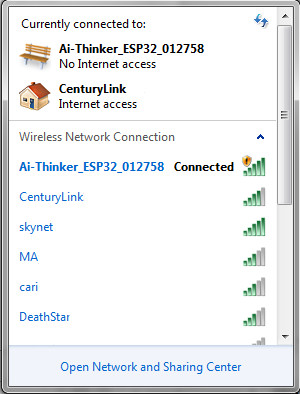 Currently connected to:
Ai-Thinker_ESP32_012758
No Internet access
CenturyLink
Internet access
Wireless Network Connection
Ai-Thinker_ESP32_012758 Connected
CenturyLink
skynet
MA
cari
DeathStar
Open Network and Sharing Center